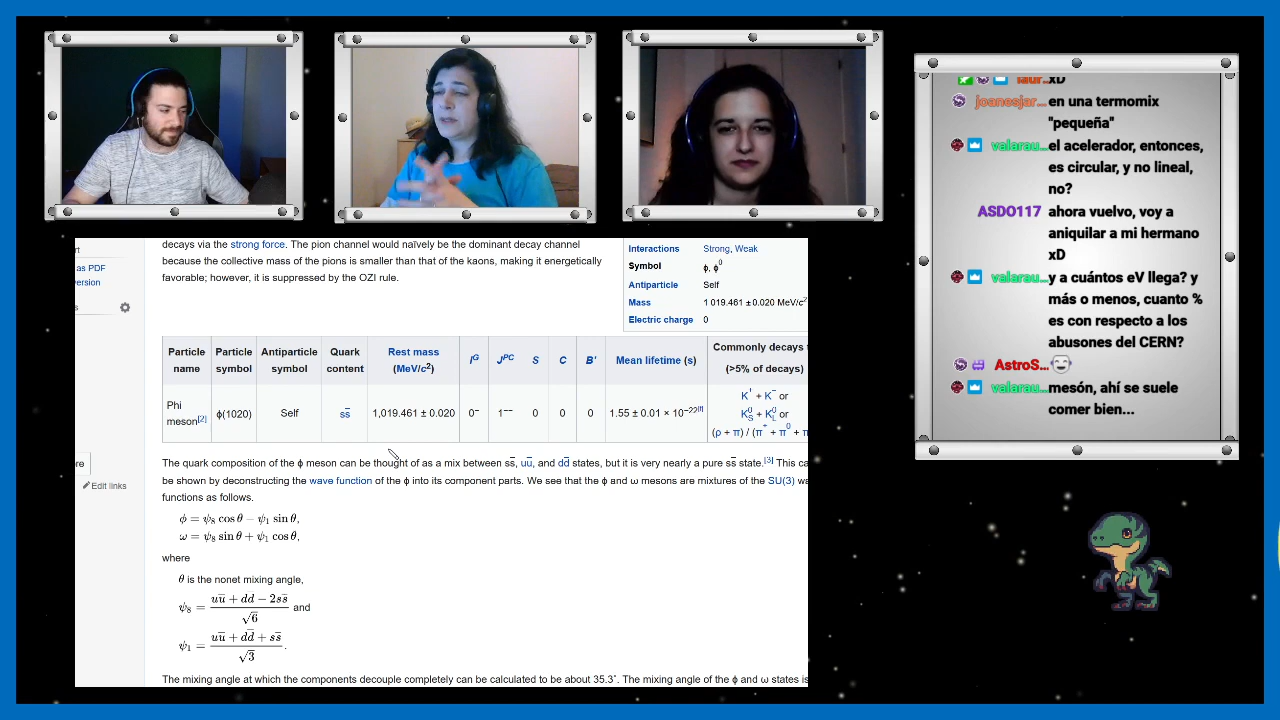 decays via the strong force. The pion channel would naïvely be the dominant decay channel
because the collective mass of the pions is smaller than that of the kaons, making it energetically
favorable; however, it is suppressed by the OZI rule.
as PDF
Interactions Strong, Weak
Symbol ϕ, ϕ⁰
Antiparticle Self
Mass 1 019.461 ± 0.020 MeV/c²
Electric charge 0
Particle name
Particle symbol
Antiparticle symbol
Quark content
Rest mass (MeV/c²)
Iᴳ
Jᴾᶜ
S
C
B′
Mean lifetime (s)
Commonly decays
(>5% of decays)
Phi meson[2]
ϕ(1020)
Self
ss̅
1,019.461 ± 0.020
0⁻
1⁻⁻
0
0
0
1.55 ± 0.01 × 10⁻²²[f]
K⁺ + K⁻ or
K⁰S + K⁰L or
(ρ + π) / (π⁺ + π⁰ + π
The quark composition of the ϕ meson can be thought of as a mix between ss̅, uu̅, and dd̅ states, but it is very nearly a pure ss̅ state.[3] This
be shown by deconstructing the wave function of the ϕ into its component parts. We see that the ϕ and ω mesons are mixtures of the SU(3)
functions as follows.
ϕ = ψ₈ cos θ − ψ₁ sin θ,
ω = ψ₈ sin θ + ψ₁ cos θ,
where
θ is the nonet mixing angle,
ψ₈ = (uu̅ + dd̅ − 2ss̅)/√6 and
ψ₁ = (uu̅ + dd̅ + ss̅)/√3.
The mixing angle at which the components decouple completely can be calculated to be about 35.3°. The mixing angle of the ϕ and ω states is
Edit links
xD
joanesjar... en una termomix
"pequeña"
valarau... el acelerador, entonces,
es circular, y no lineal,
no?
ASDO117 ahora vuelvo, voy a
aniquilar a mi hermano
xD
valarau... y a cuántos eV llega? y
más o menos, cuanto %
es con respecto a los
abusones del CERN?
AstroS...
valarau... mesón, ahí se suele
comer bien...